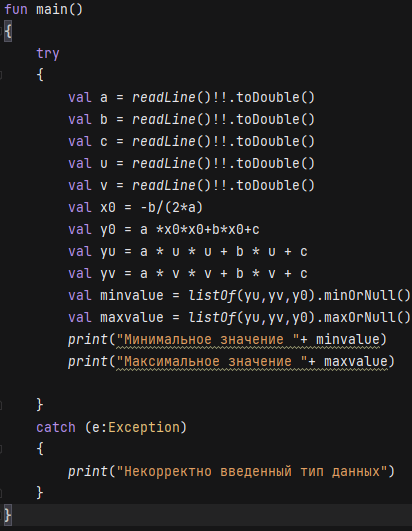 fun main()
{
    try
    {
        val a = readLine()!!.toDouble()
        val b = readLine()!!.toDouble()
        val c = readLine()!!.toDouble()
        val u = readLine()!!.toDouble()
        val v = readLine()!!.toDouble()
        val x0 = -b/(2*a)
        val y0 = a *x0*x0+b*x0+c
        val yu = a * u * u + b * u + c
        val yv = a * v * v + b * v + c
        val minvalue = listOf(yu,yv,y0).minOrNull()
        val maxvalue = listOf(yu,yv,y0).maxOrNull()
        print("Минимальное значение "+ minvalue)
        print("Максимальное значение "+ maxvalue)
    }
    catch (e:Exception)
    {
        print("Некорректно введенный тип данных")
    }
}